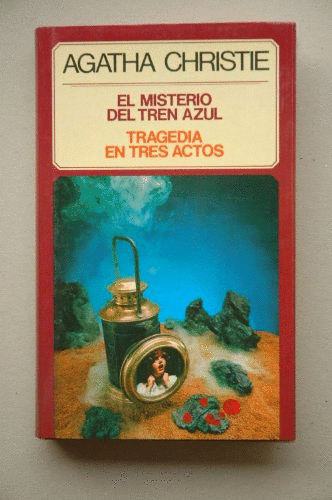 AGATHA CHRISTIE
EL MISTERIO
DEL TREN AZUL
TRAGEDIA
EN TRES ACTOS